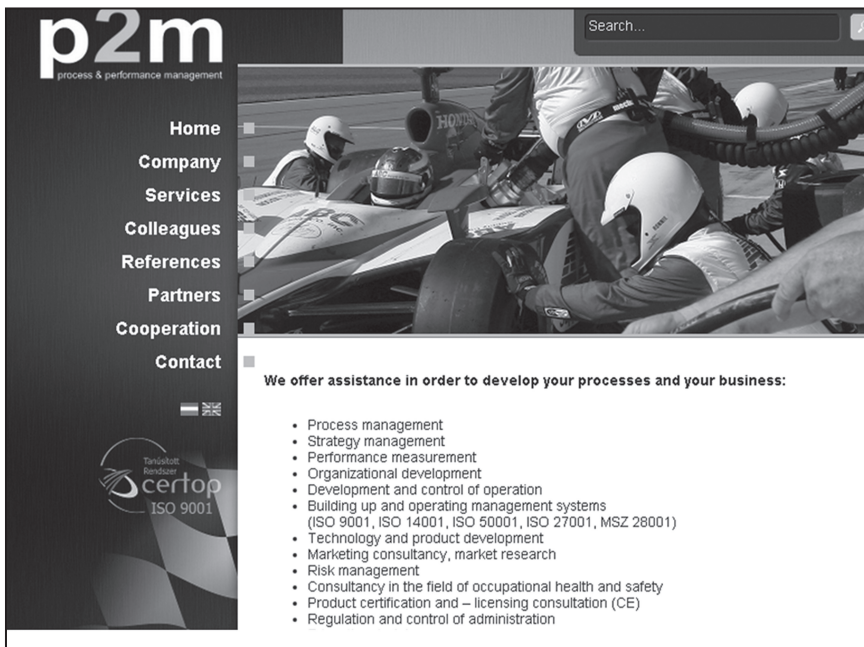 p2m
process & performance management
Search...
Home
Company
Services
Colleagues
References
Partners
Cooperation
Contact
Tanúsított
Rendszer
certop
ISO 9001
HONDA
We offer assistance in order to develop your processes and your business:
• Process management
• Strategy management
• Performance measurement
• Organizational development
• Development and control of operation
• Building up and operating management systems
(ISO 9001, ISO 14001, ISO 50001, ISO 27001, MSZ 28001)
• Technology and product development
• Marketing consultancy, market research
• Risk management
• Consultancy in the field of occupational health and safety
• Product certification and – licensing consultation (CE)
• Regulation and control of administration